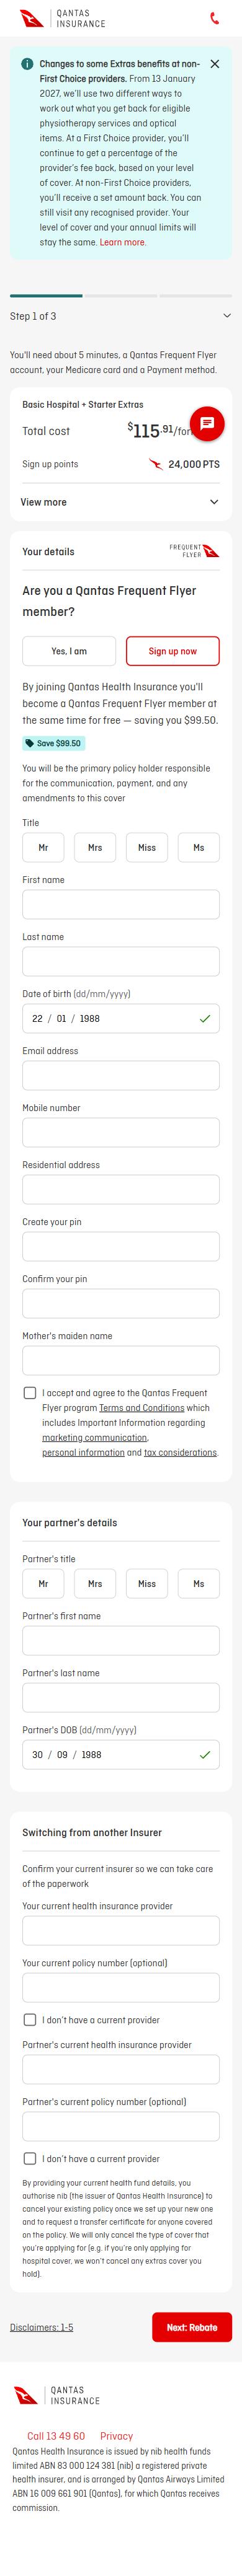 QANTAS
INSURANCE
Changes to some Extras benefits at non-
First Choice providers. From 13 January
2027, we'll use two different ways to
work out what you get back for eligible
physiotherapy services and optical
items. At a First Choice provider, you'll
continue to get a percentage of the
provider's fee back, based on your level
of cover. At non-First Choice providers,
you'll receive a set amount back. You can
still visit any recognised provider. Your
level of cover and your annual limits will
stay the same. Learn more.
Step 1 of 3
You'll need about 5 minutes, a Qantas Frequent Flyer
account, your Medicare card and a Payment method.
Basic Hospital + Starter Extras
Total cost
$115.91/for
Sign up points
24,000 PTS
View more
Your details
FREQUENT
FLYER
Are you a Qantas Frequent Flyer
member?
Yes, I am
Sign up now
By joining Qantas Health Insurance you'll
become a Qantas Frequent Flyer member at
the same time for free — saving you $99.50.
Save $99.50
You will be the primary policy holder responsible
for the communication, payment, and any
amendments to this cover
Title
Mr
Mrs
Miss
Ms
First name
Last name
Date of birth (dd/mm/yyyy)
22 / 01 / 1988
Email address
Mobile number
Residential address
Create your pin
Confirm your pin
Mother's maiden name
I accept and agree to the Qantas Frequent
Flyer program Terms and Conditions which
includes Important Information regarding
marketing communication,
personal information and tax considerations.
Your partner's details
Partner's title
Mr
Mrs
Miss
Ms
Partner's first name
Partner's last name
Partner's DOB (dd/mm/yyyy)
30 / 09 / 1988
Switching from another Insurer
Confirm your current insurer so we can take care
of the paperwork
Your current health insurance provider
Your current policy number (optional)
I don't have a current provider
Partner's current health insurance provider
Partner's current policy number (optional)
I don't have a current provider
By providing your current health fund details, you
authorise nib (the issuer of Qantas Health Insurance) to
cancel your existing policy once we set up your new one
and to request a transfer certificate for anyone covered
on the policy. We will only cancel the type of cover that
you're applying for (e.g. if you're only applying for
hospital cover, we won't cancel any extras cover you
hold).
Disclaimers: 1-5
Next: Rebate
QANTAS
INSURANCE
Call 13 49 60
Privacy
Qantas Health Insurance is issued by nib health funds
limited ABN 83 000 124 381 (nib) a registered private
health insurer, and is arranged by Qantas Airways Limited
ABN 16 009 661 901 (Qantas), for which Qantas receives
commission.